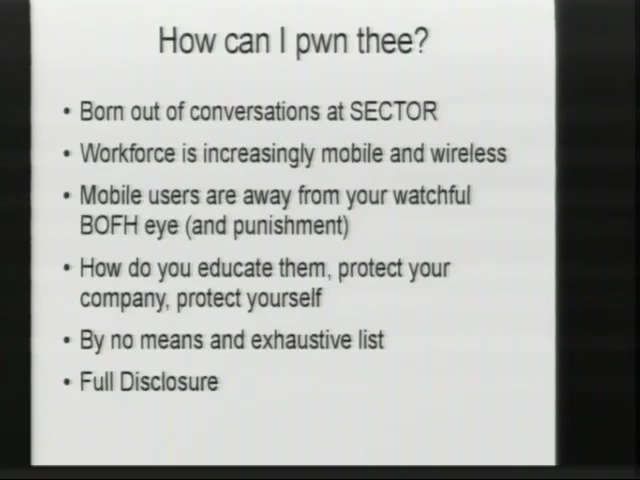 How can I pwn thee?
• Born out of conversations at SECTOR
• Workforce is increasingly mobile and wireless
• Mobile users are away from your watchful
BOFH eye (and punishment)
• How do you educate them, protect your
company, protect yourself
• By no means and exhaustive list
• Full Disclosure